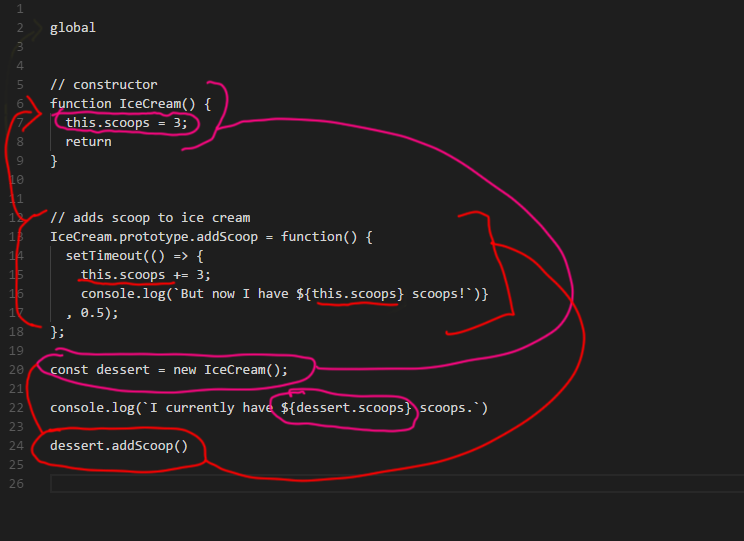 1
2 global
3
4
5 // constructor
6 function IceCream() {
7 this.scoops = 3;
8 return
9 }
10
11
12 // adds scoop to ice cream
13 IceCream.prototype.addScoop = function() {
14 setTimeout(() => {
15 this.scoops += 3;
16 console.log(`But now I have ${this.scoops} scoops!`)}
17 , 0.5);
18 };
19
20 const dessert = new IceCream();
21
22 console.log(`I currently have ${dessert.scoops} scoops.`)
23
24 dessert.addScoop()
25
26